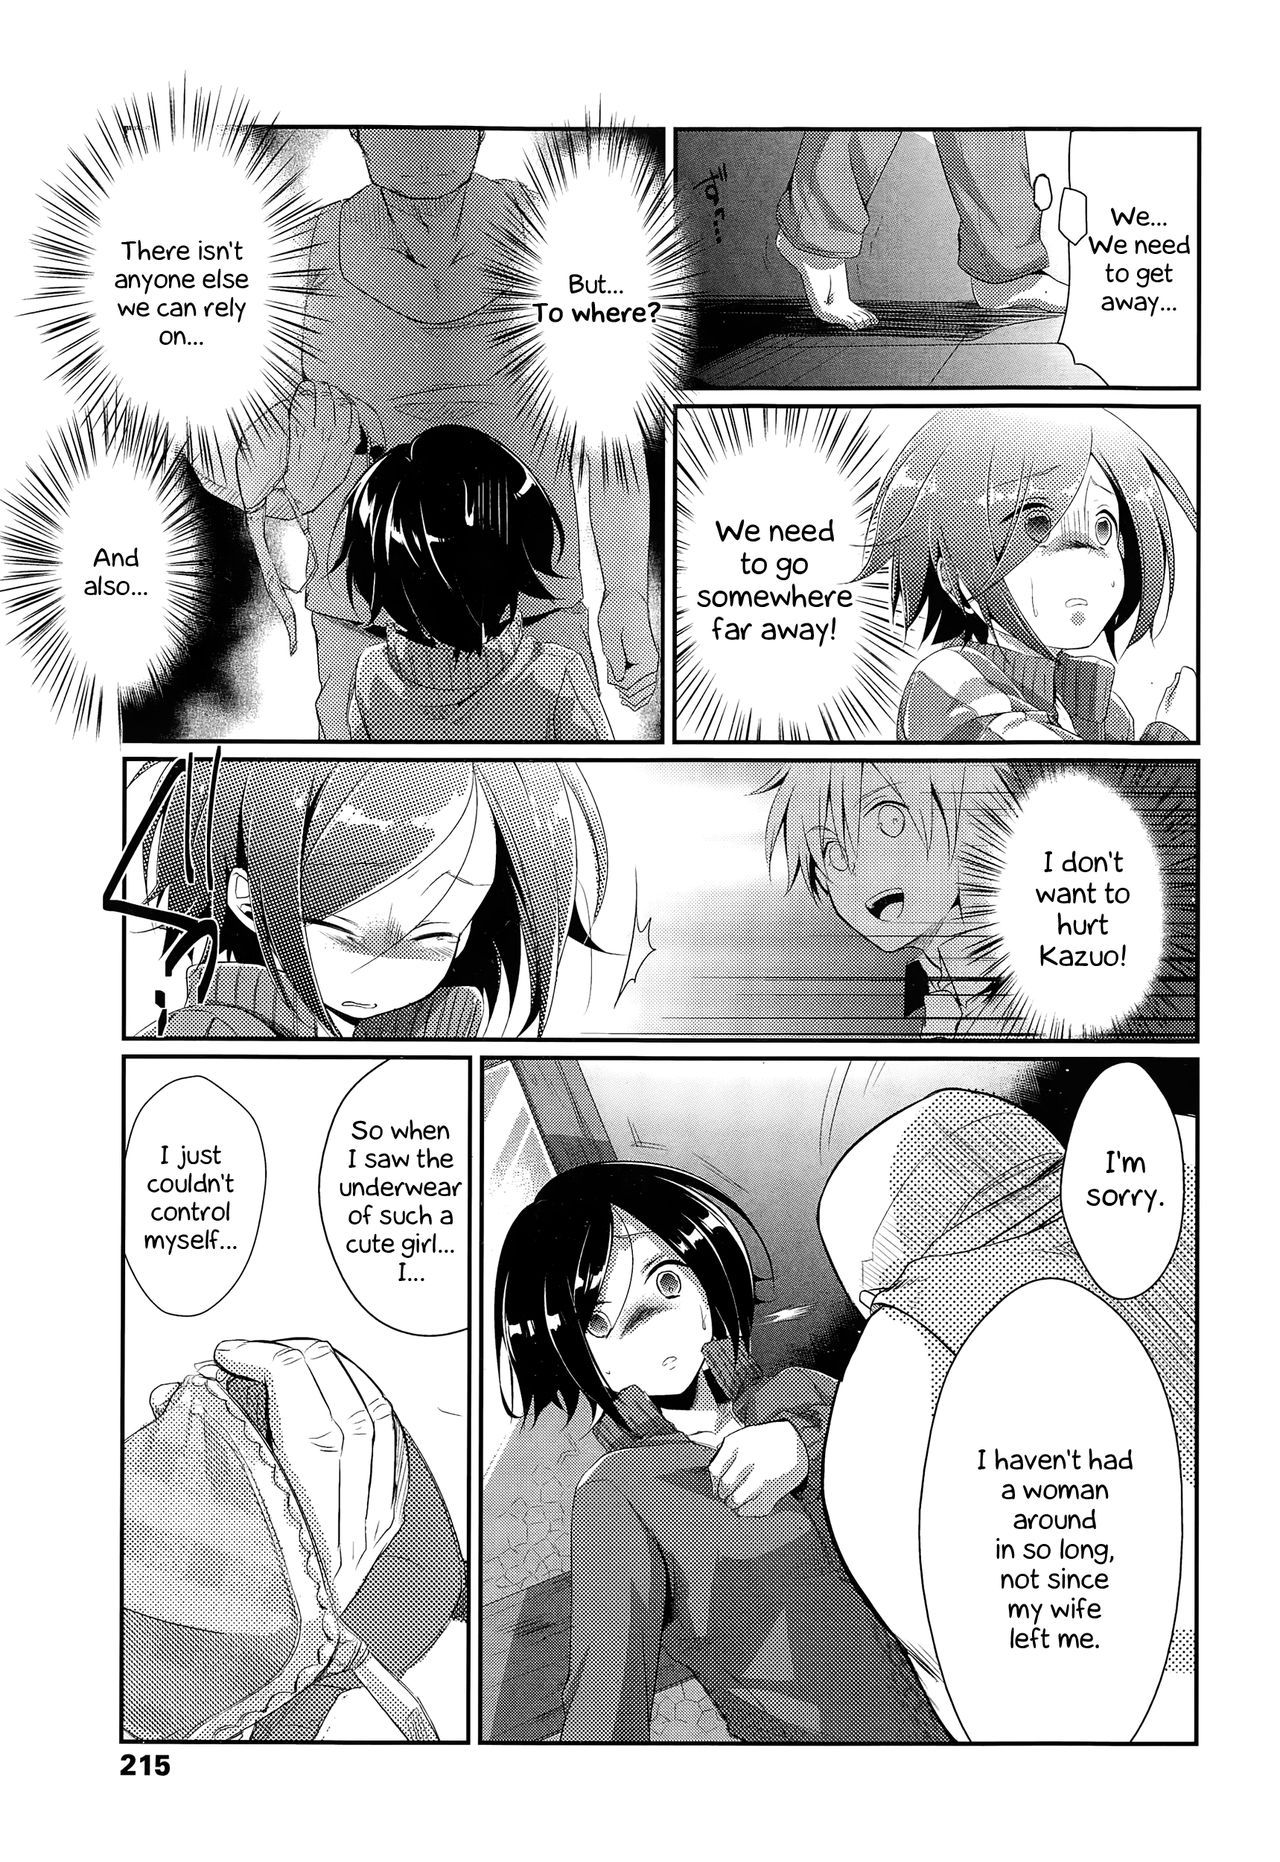 We...
We need
to get
away...
ザッ…
We need
to go
somewhere
far away!
But...
To where?
There isn't
anyone else
we can rely
on...
And
also...
I don't
want to
hurt
Kazuo!
I'm
sorry.
I haven't had
a woman
around
in so long,
not since
my wife
left me.
So when
I saw the
underwear
of such a
cute girl...
I...
I just
couldn't
control
myself...
215